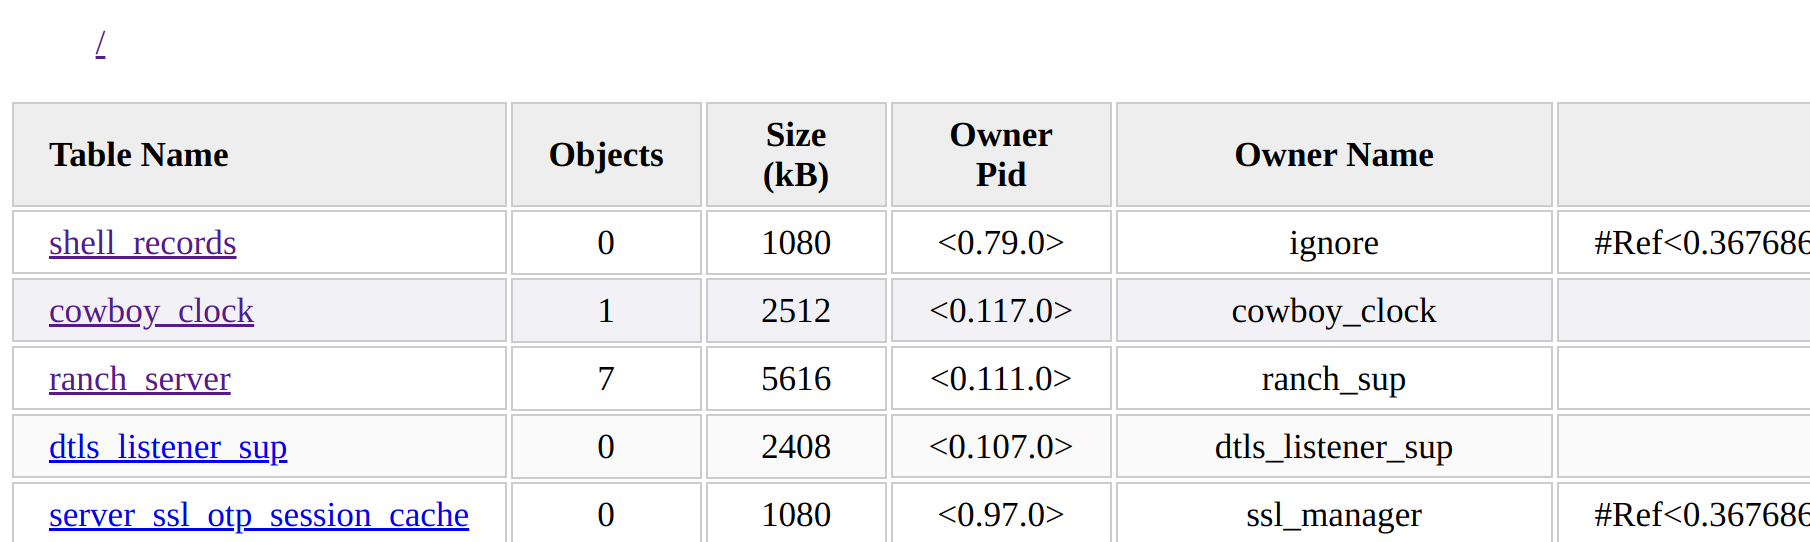 /
Table Name Objects Size (kB) Owner Pid Owner Name
shell_records 0 1080 <0.79.0> ignore #Ref<0.367686
cowboy_clock 1 2512 <0.117.0> cowboy_clock
ranch_server 7 5616 <0.111.0> ranch_sup
dtls_listener_sup 0 2408 <0.107.0> dtls_listener_sup
server_ssl_otp_session_cache 0 1080 <0.97.0> ssl_manager #Ref<0.367686